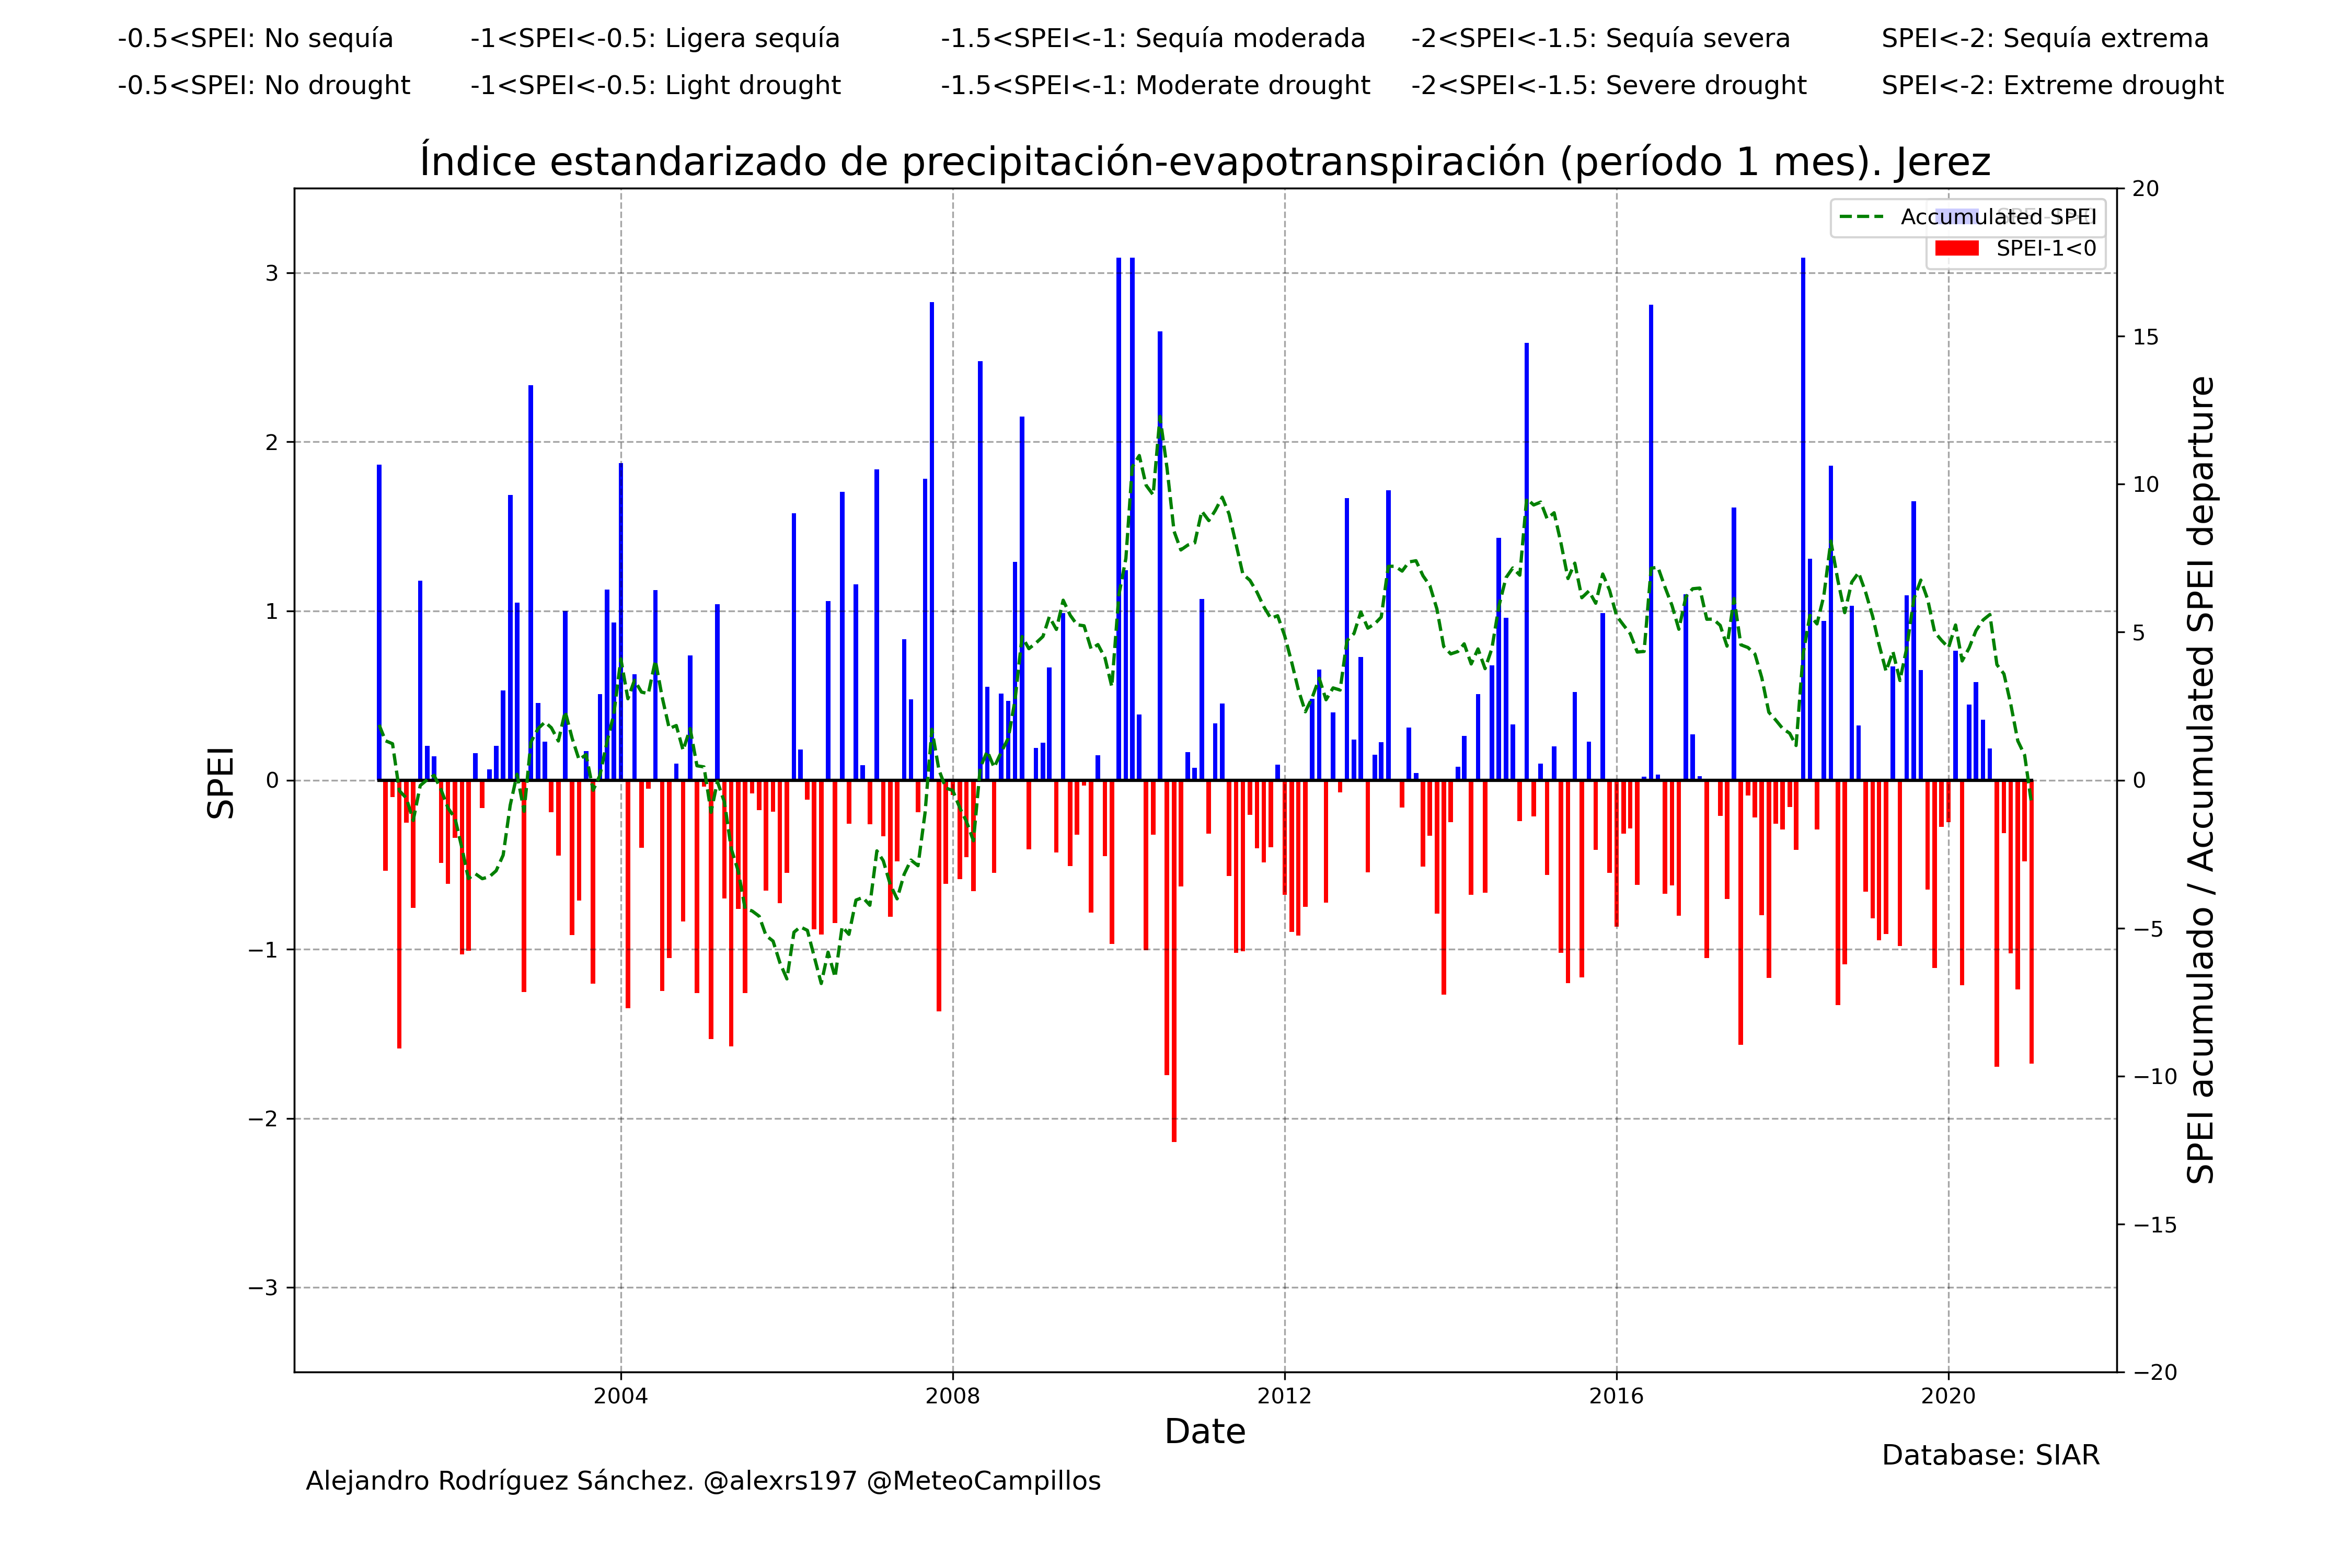 -0.5<SPEI: No sequía -1<SPEI<-0.5: Ligera sequía -1.5<SPEI<-1: Sequía moderada -2<SPEI<-1.5: Sequía severa SPEI<-2: Sequía extrema
-0.5<SPEI: No drought -1<SPEI<-0.5: Light drought -1.5<SPEI<-1: Moderate drought -2<SPEI<-1.5: Severe drought SPEI<-2: Extreme drought
Índice estandarizado de precipitación-evapotranspiración (período 1 mes). Jerez
Accumulated SPEI
SPEI-1<0
SPEI
3
2
1
0
−1
−2
−3
20
15
10
5
0
−5
−10
−15
−20
SPEI acumulado / Accumulated SPEI departure
2004 2008 2012 2016 2020
Date
Database: SIAR
Alejandro Rodríguez Sánchez. @alexrs197 @MeteoCampillos